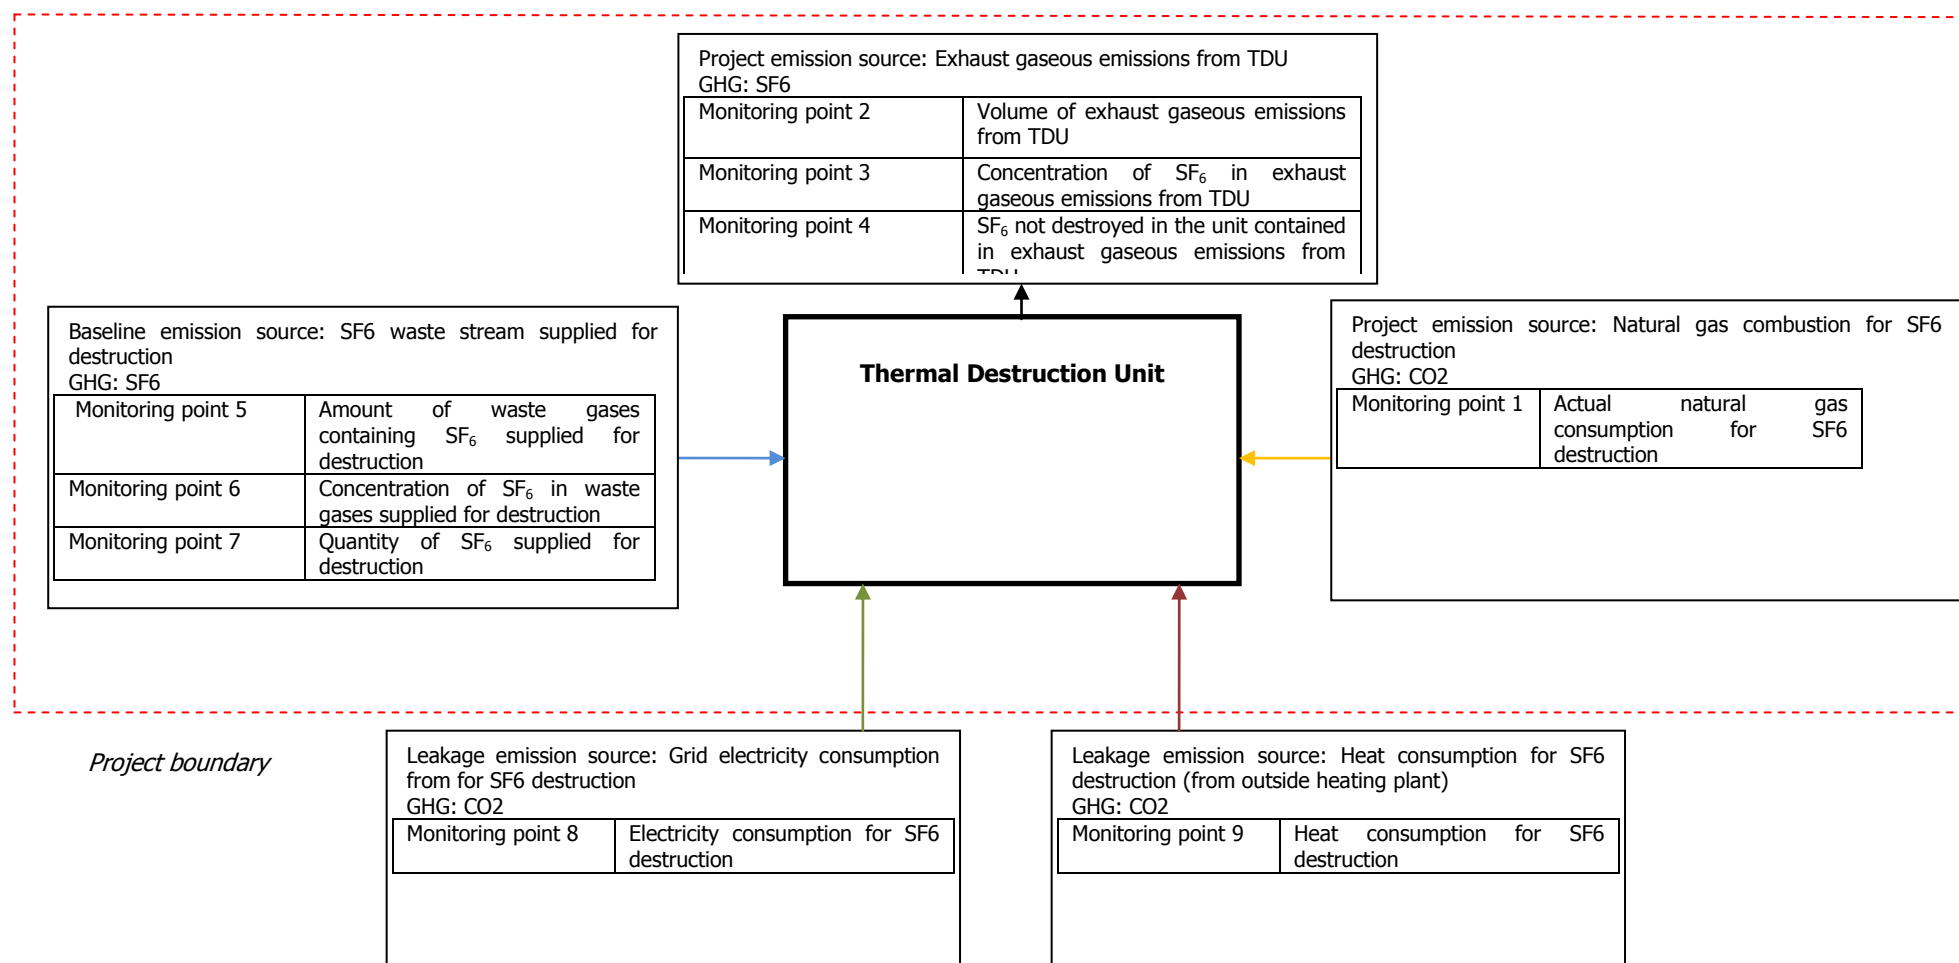 Project emission source: Exhaust gaseous emissions from TDU
GHG: SF6
Monitoring point 2
Volume of exhaust gaseous emissions
from TDU
Monitoring point 3
Concentration of SF₆ in exhaust
gaseous emissions from TDU
Monitoring point 4
SF₆ not destroyed in the unit contained
in exhaust gaseous emissions from
TDU
Baseline emission source: SF6 waste stream supplied for
destruction
GHG: SF6
Monitoring point 5
Amount of waste gases
containing SF₆ supplied for
destruction
Monitoring point 6
Concentration of SF₆ in waste
gases supplied for destruction
Monitoring point 7
Quantity of SF₆ supplied for
destruction
Thermal Destruction Unit
Project emission source: Natural gas combustion for SF6
destruction
GHG: CO2
Monitoring point 1
Actual natural gas
consumption for SF6
destruction
Project boundary
Leakage emission source: Grid electricity consumption
from for SF6 destruction
GHG: CO2
Monitoring point 8
Electricity consumption for SF6
destruction
Leakage emission source: Heat consumption for SF6
destruction (from outside heating plant)
GHG: CO2
Monitoring point 9
Heat consumption for SF6
destruction